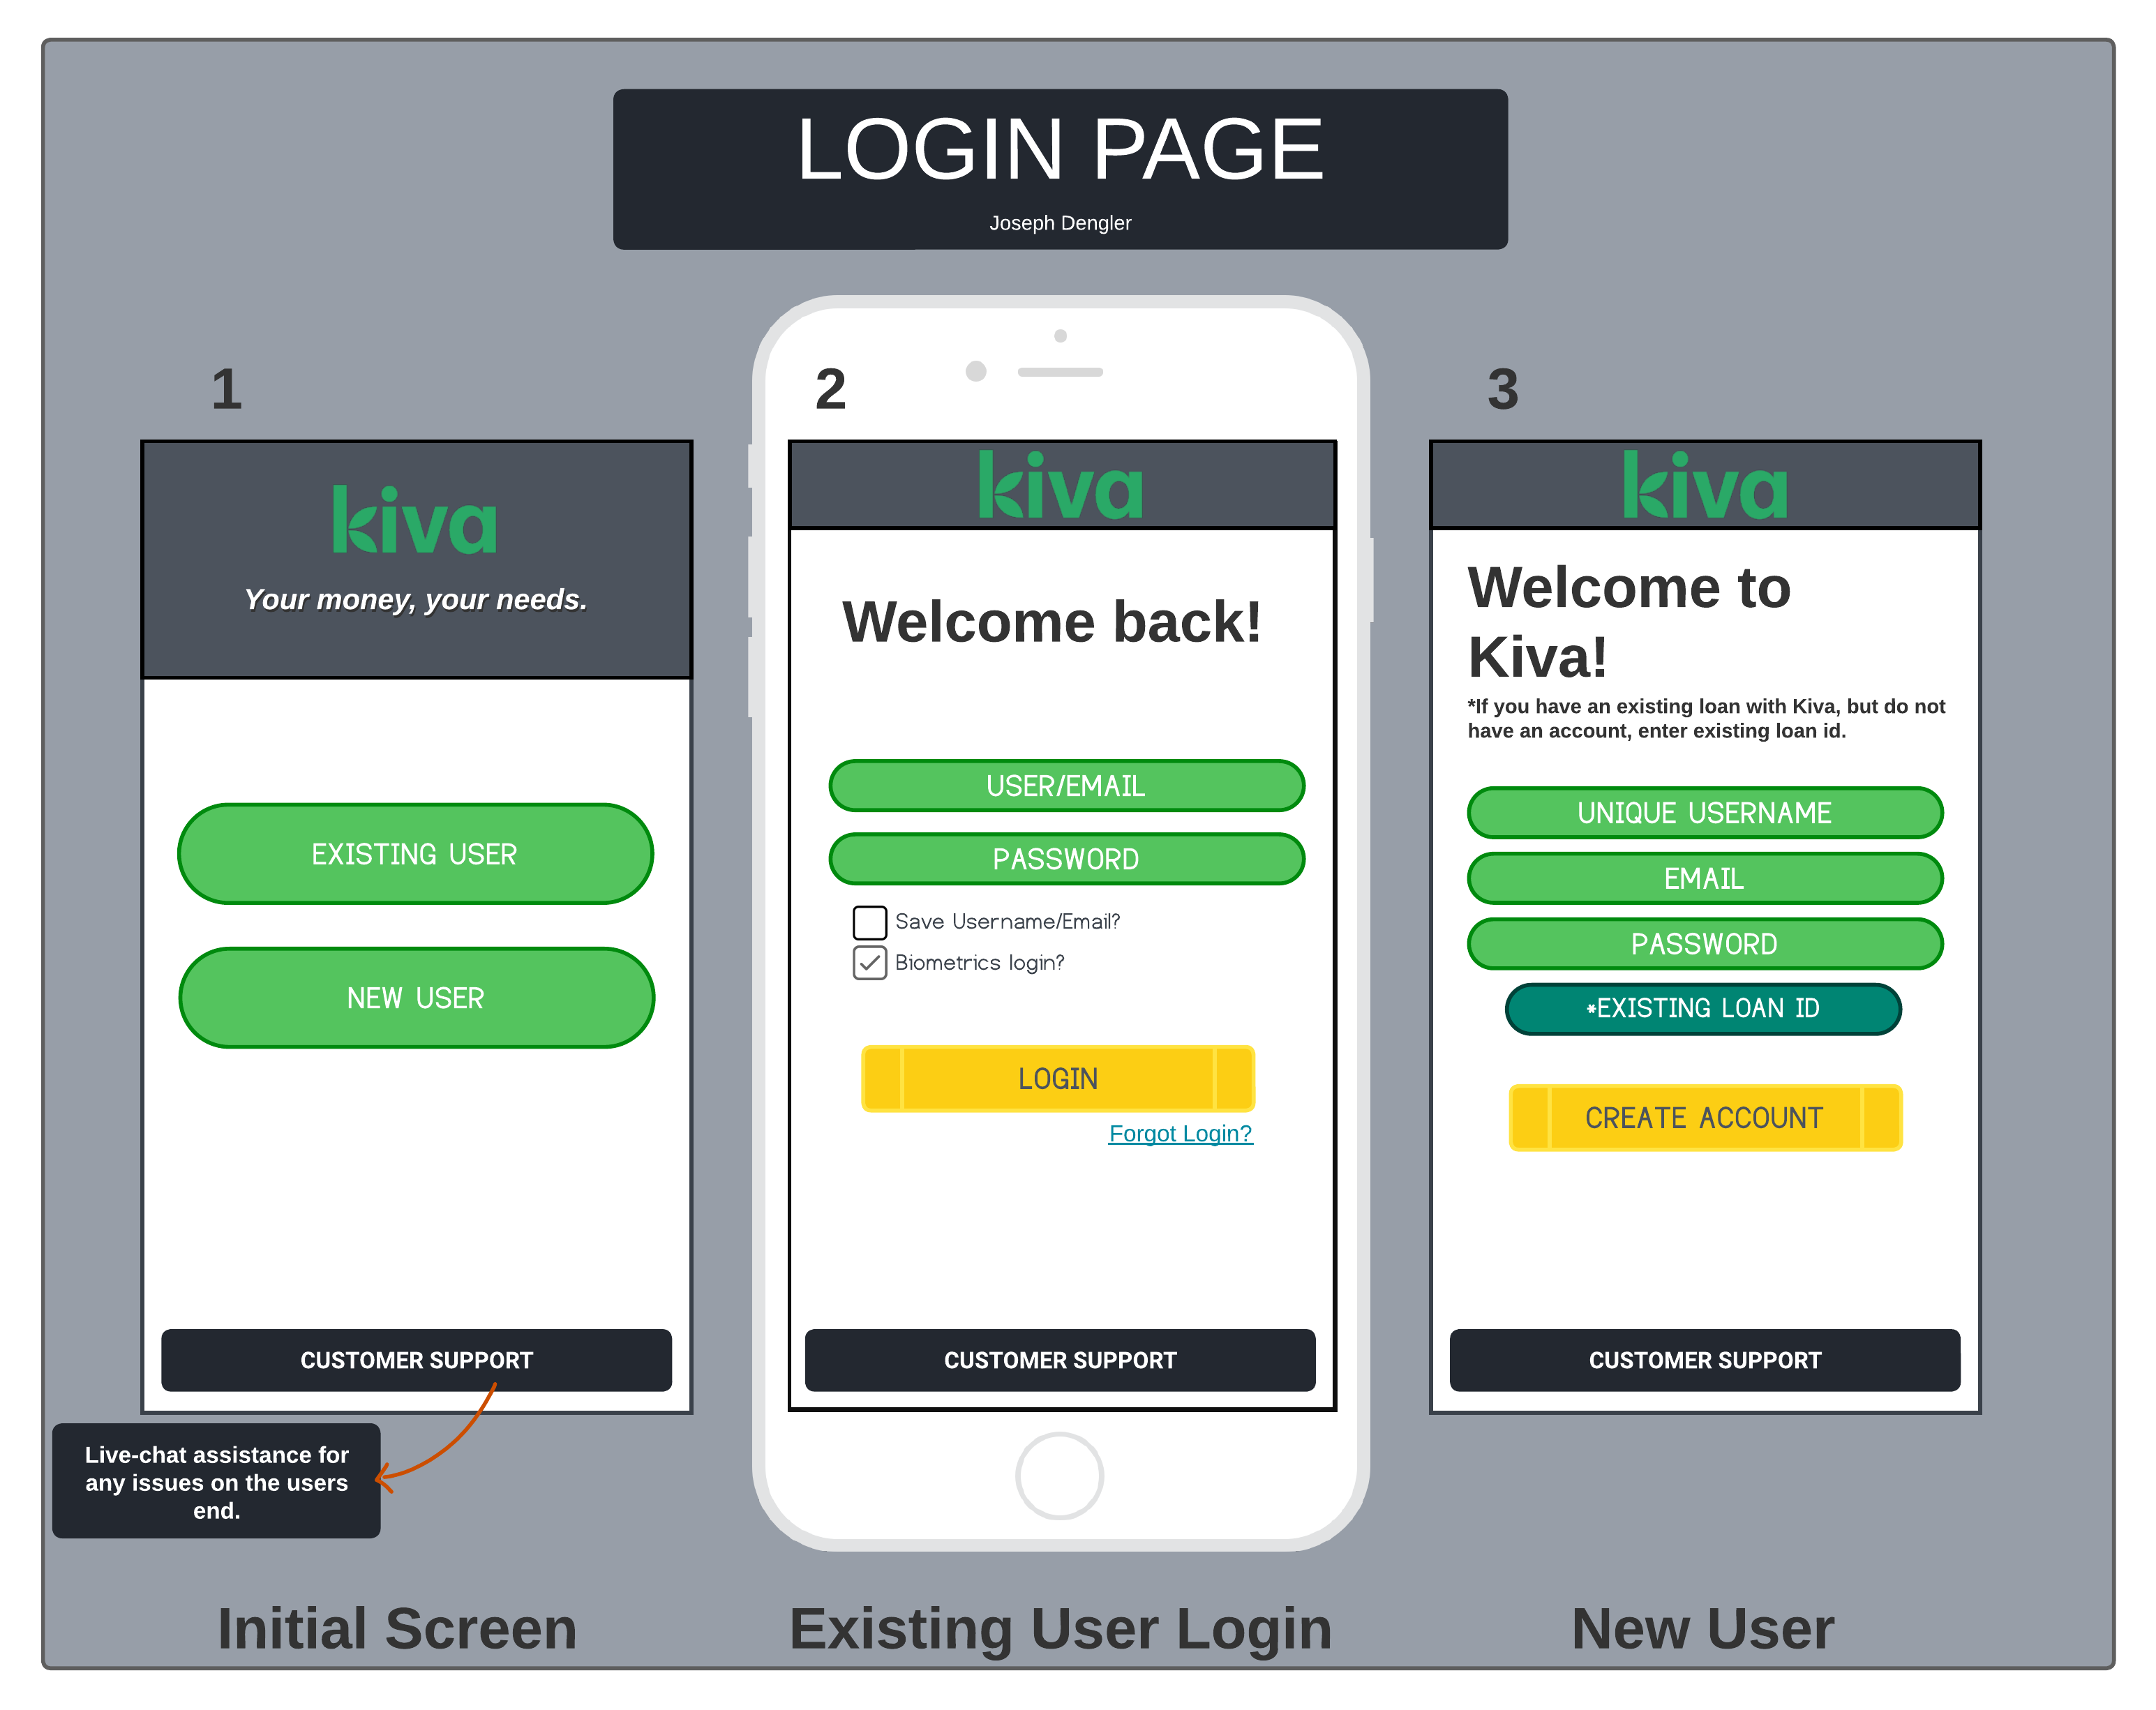 LOGIN PAGE
Joseph Dengler
1
kiva
Your money, your needs.
EXISTING USER
NEW USER
CUSTOMER SUPPORT
Live-chat assistance for
any issues on the users
end.
Initial Screen
2
kiva
Welcome back!
USER/EMAIL
PASSWORD
Save Username/Email?
Biometrics login?
LOGIN
Forgot Login?
CUSTOMER SUPPORT
Existing User Login
3
kiva
Welcome to
Kiva!
*If you have an existing loan with Kiva, but do not
have an account, enter existing loan id.
UNIQUE USERNAME
EMAIL
PASSWORD
*EXISTING LOAN ID
CREATE ACCOUNT
CUSTOMER SUPPORT
New User